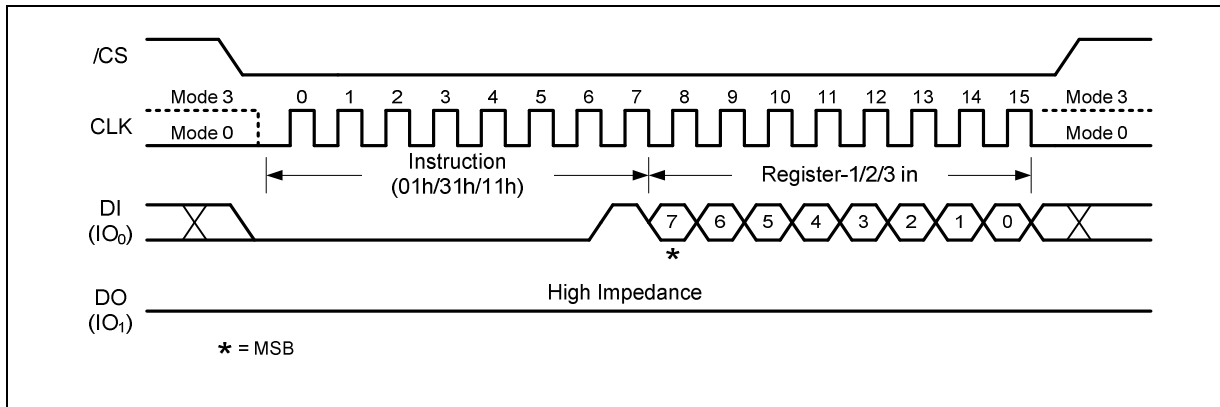 /CS
Mode 3 0 1 2 3 4 5 6 7 8 9 10 11 12 13 14 15 Mode 3
CLK Mode 0 Mode 0
Instruction
(01h/31h/11h)
Register-1/2/3 in
DI
(IO₀)
7 6 5 4 3 2 1 0
*
High Impedance
DO
(IO₁)
* = MSB